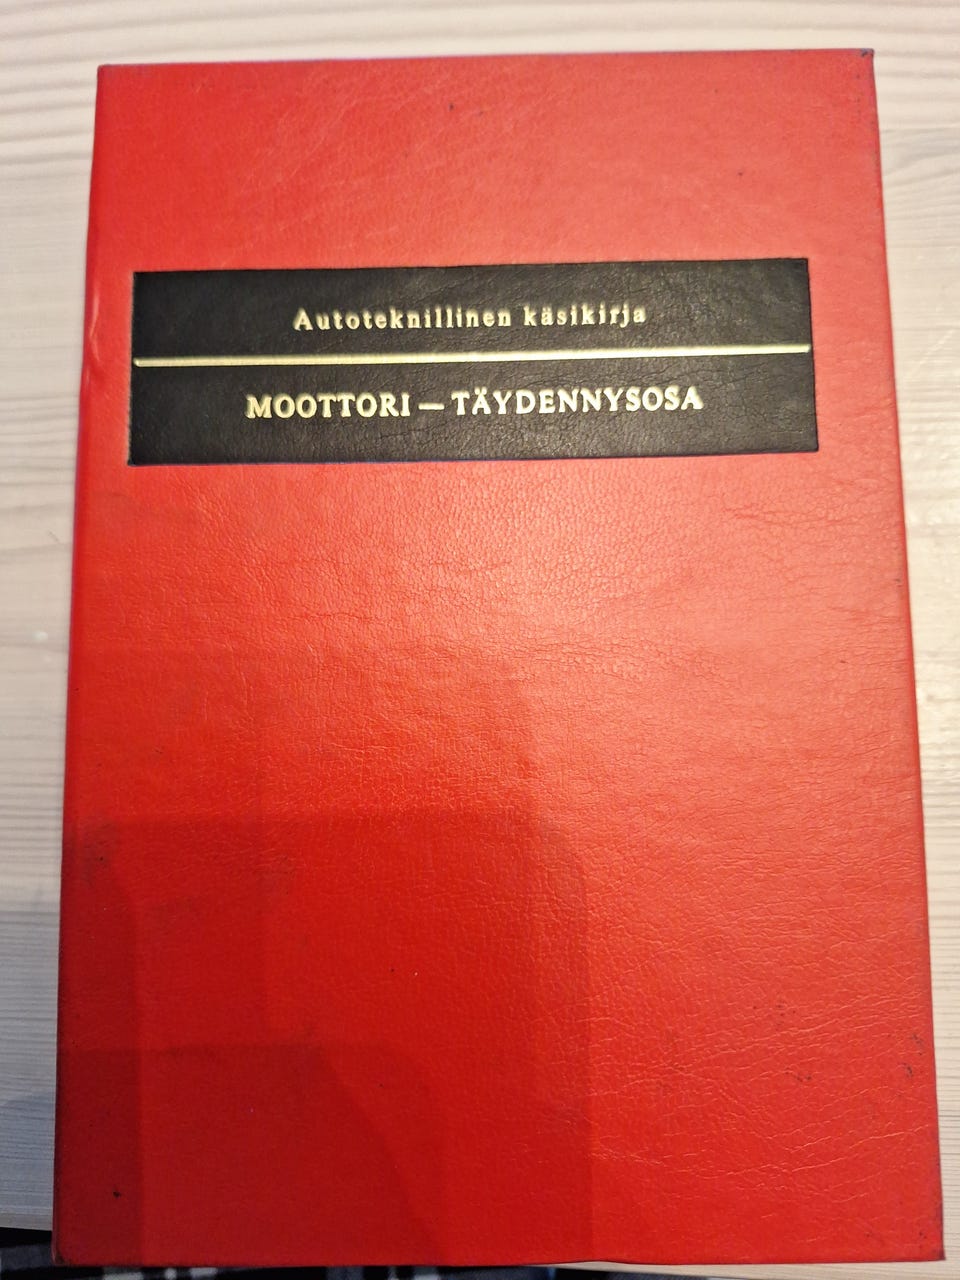 Autoteknillinen käsikirja
MOOTTORI — TÄYDENNYSOSA